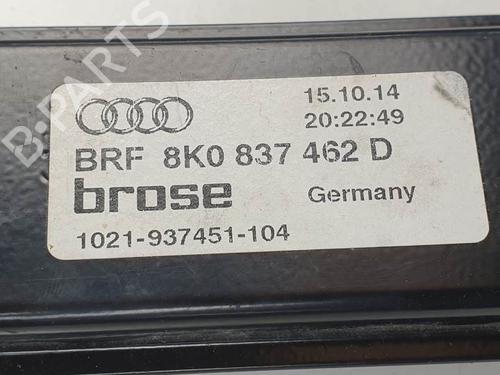 15.10.14
20:22:49
BRF 8K0 837 462 D
brose Germany
1021-937451-104
B-PARTS